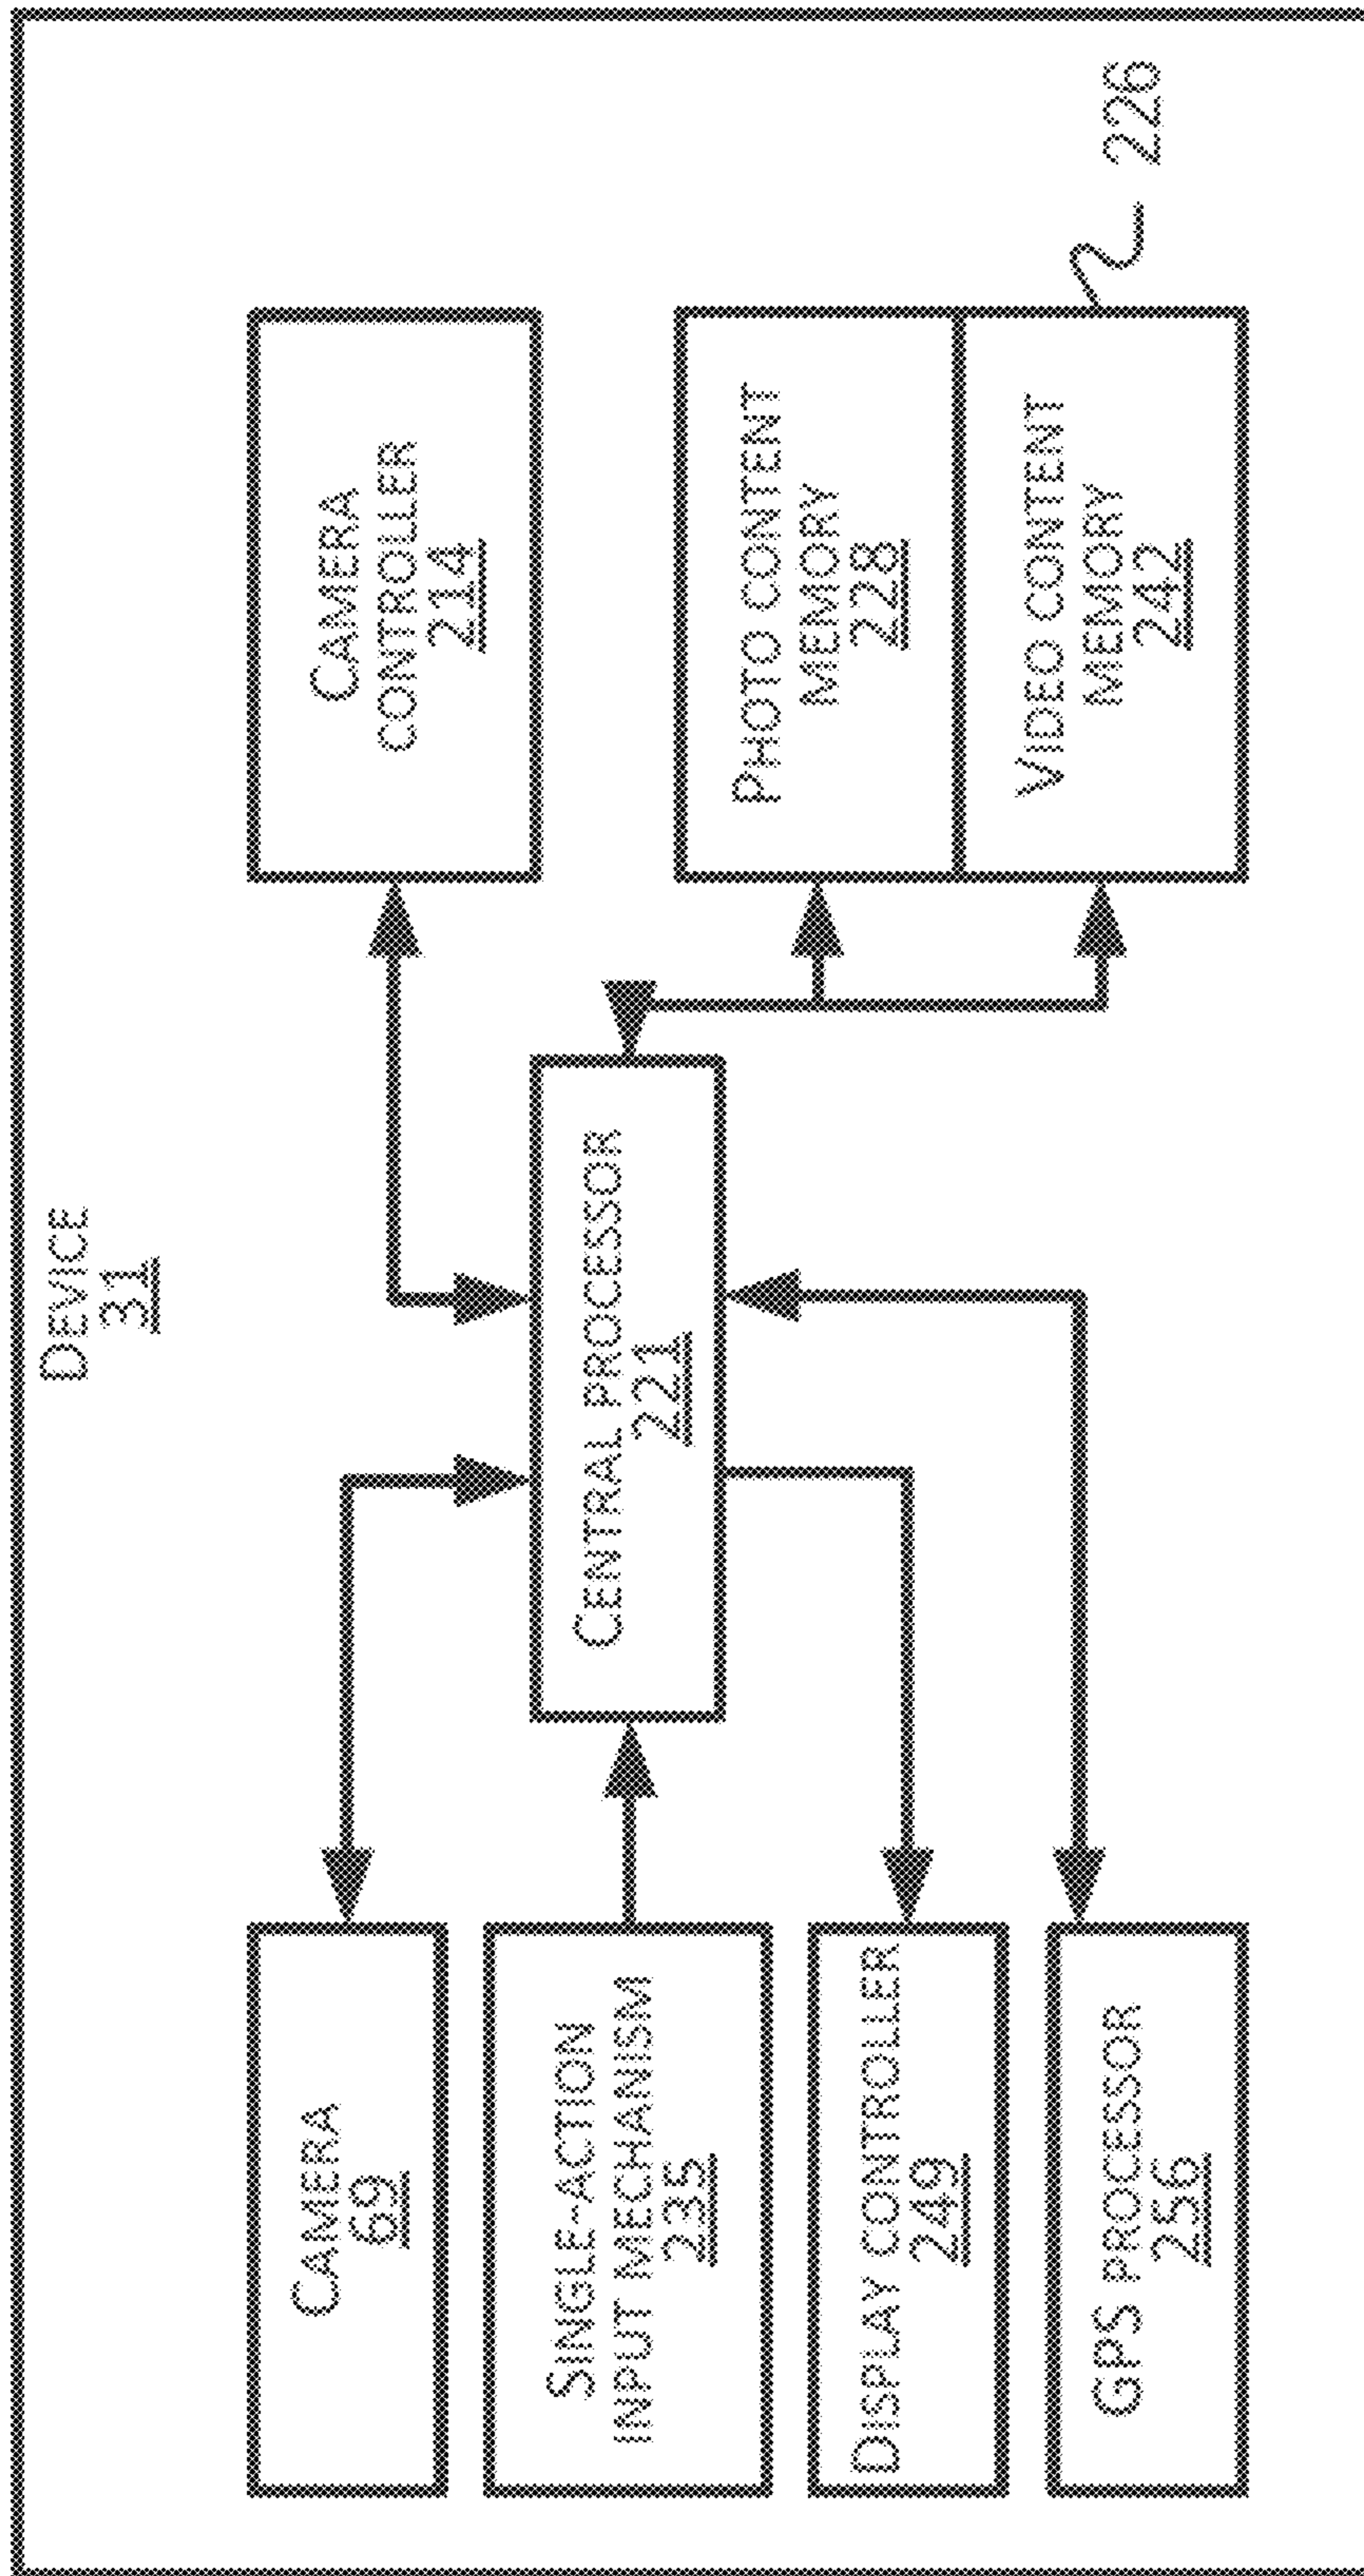 DEVICE
31
CAMERA
69
SINGLE-ACTION
INPUT MECHANISM
235
DISPLAY CONTROLLER
249
GPS PROCESSOR
256
CENTRAL PROCESSOR
221
CAMERA
CONTROLLER
214
PHOTO CONTENT
MEMORY
228
VIDEO CONTENT
MEMORY
242
226